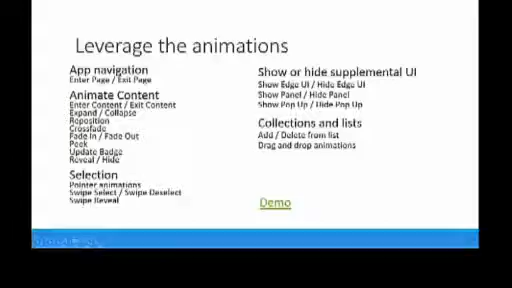 Leverage the animations
App navigation
Enter Page / Exit Page
Animate Content
Enter Content / Exit Content
Expand / Collapse
Reposition
Crossfade
Fade In / Fade Out
Peek
Update Badge
Reveal / Hide
Selection
Pointer animations
Swipe Select / Swipe Deselect
Swipe Reveal
Show or hide supplemental UI
Show Edge UI / Hide Edge UI
Show Panel / Hide Panel
Show Pop Up / Hide Pop Up
Collections and lists
Add / Delete from list
Drag and drop animations
Demo